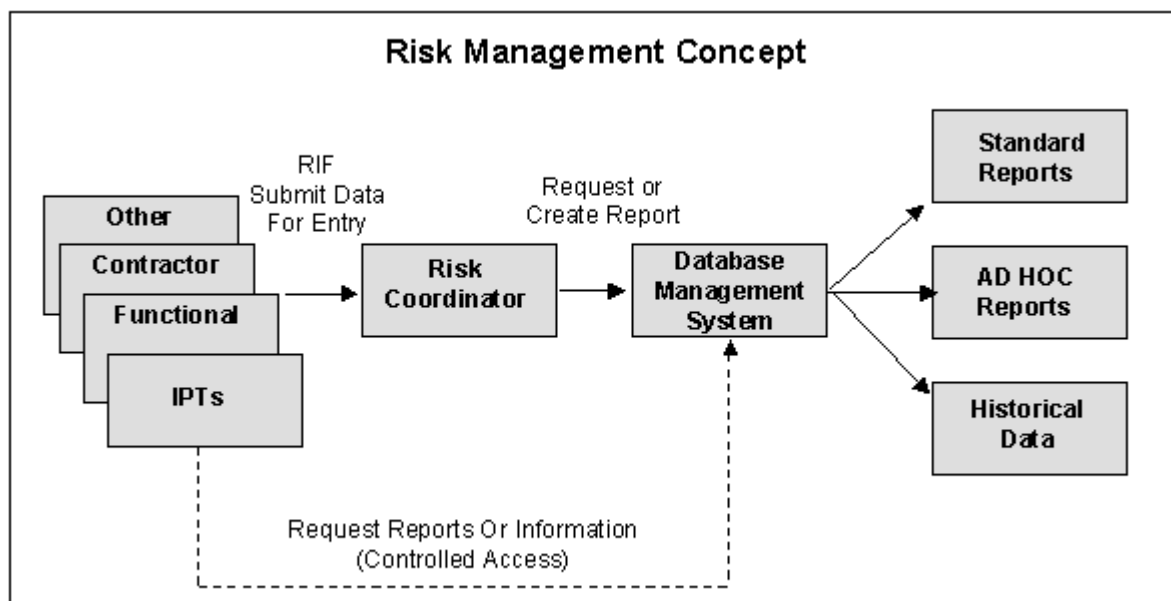 Risk Management Concept
RIF
Submit Data
For Entry
Request or
Create Report
Other
Contractor
Functional
IPTs
Risk
Coordinator
Database
Management
System
Standard
Reports
AD HOC
Reports
Historical
Data
Request Reports Or Information
(Controlled Access)